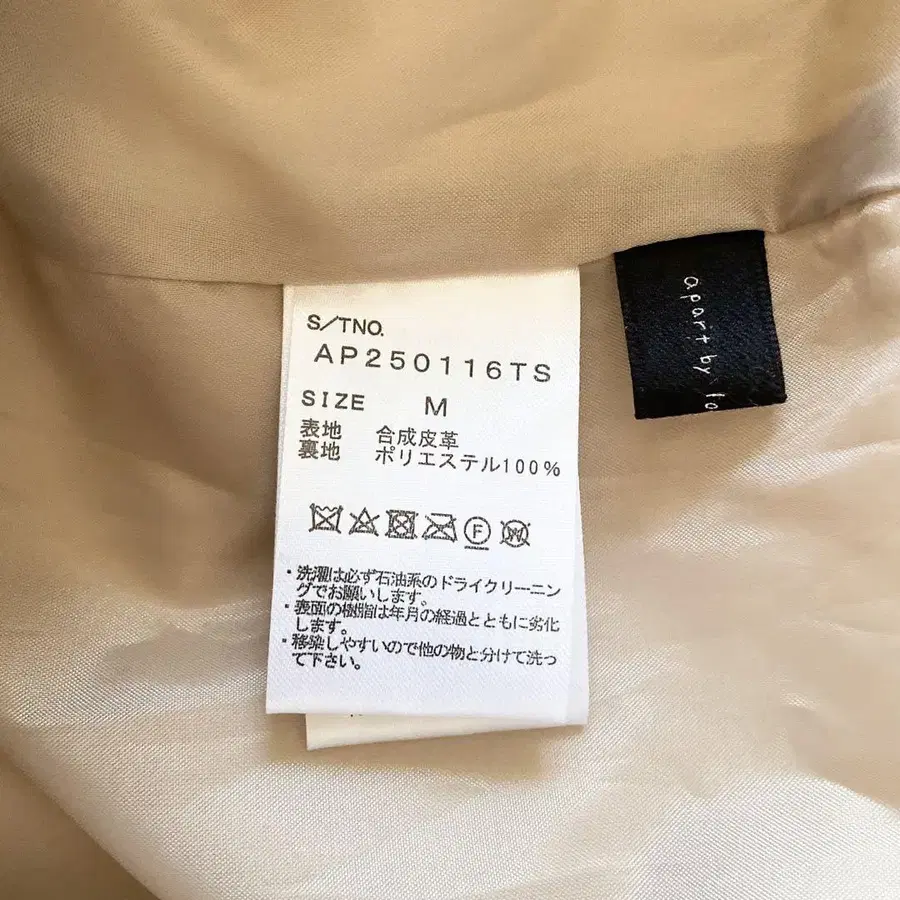 S/TNO.
AP250116TS
SIZE M
表地 合成皮革
裏地 ポリエステル100%
F
W
・洗濯は必ず石油系のドライクリーニン
グでお願いします。
・表面の樹脂は年月の経過とともに劣化
します。
・移染しやすいので他の物と分けて洗っ
て下さい。
apart by lo